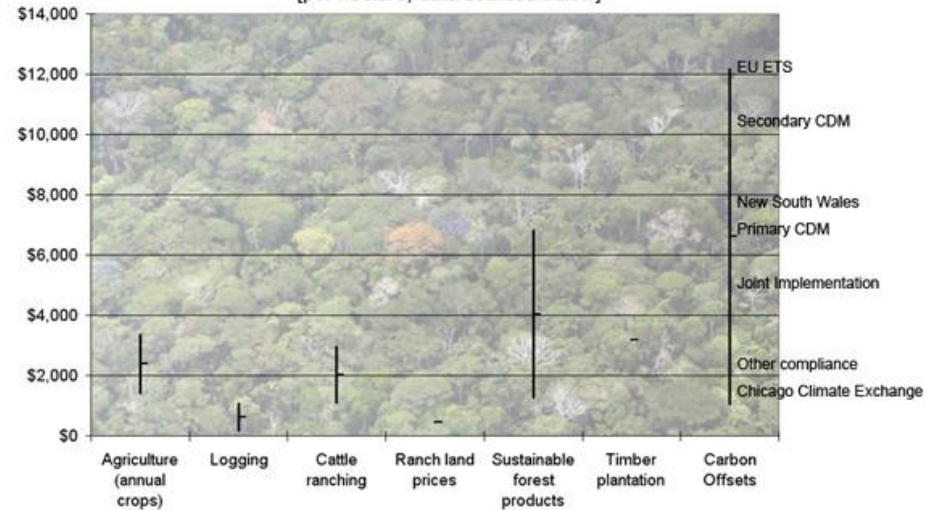 $14,000
$12,000
$10,000
$8,000
$6,000
$4,000
$2,000
$0
EU ETS
Secondary CDM
New South Wales
Primary CDM
Joint Implementation
Other compliance
Chicago Climate Exchange
Agriculture
(annual
crops)
Logging
Cattle
ranching
Ranch land
prices
Sustainable
forest
products
Timber
plantation
Carbon
Offsets